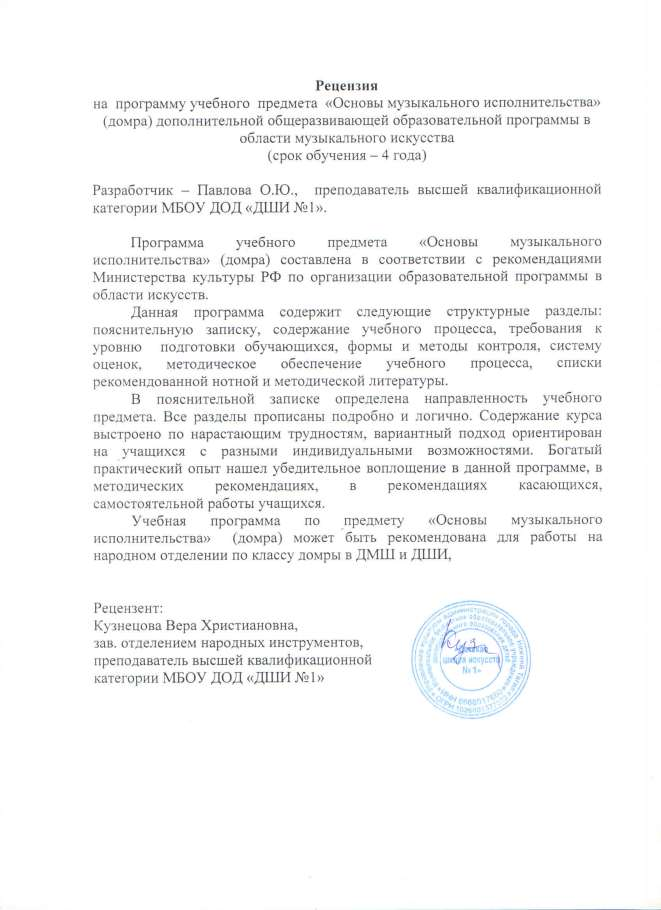 Рецензия
на программу учебного предмета «Основы музыкального исполнительства»
(домра) дополнительной общеразвивающей образовательной программы в
области музыкального искусства
(срок обучения – 4 года)
Разработчик – Павлова О.Ю., преподаватель высшей квалификационной
категории МБОУ ДОД «ДШИ №1».
Программа учебного предмета «Основы музыкального
исполнительства» (домра) составлена в соответствии с рекомендациями
Министерства культуры РФ по организации образовательной программы в
области искусств.
Данная программа содержит следующие структурные разделы:
пояснительную записку, содержание учебного процесса, требования к
уровню подготовки обучающихся, формы и методы контроля, систему
оценок, методическое обеспечение учебного процесса, списки
рекомендованной нотной и методической литературы.
В пояснительной записке определена направленность учебного
предмета. Все разделы прописаны подробно и логично. Содержание курса
выстроено по нарастающим трудностям, вариантный подход ориентирован
на учащихся с разными индивидуальными возможностями. Богатый
практический опыт нашел убедительное воплощение в данной программе, в
методических рекомендациях, в рекомендациях касающихся,
самостоятельной работы учащихся.
Учебная программа по предмету «Основы музыкального
исполнительства» (домра) может быть рекомендована для работы на
народном отделении по классу домры в ДМШ и ДШИ,
Рецензент:
Кузнецова Вера Христиановна,
зав. отделением народных инструментов,
преподаватель высшей квалификационной
категории МБОУ ДОД «ДШИ №1»
школа искусств
№ 1»